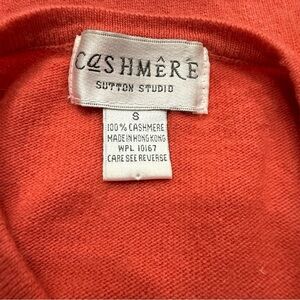 CaSHMÊRE
SUTTON STUDIO
S
100% CASHMERE
MADE IN HONG KONG
WPL 10167
CARE SEE REVERSE